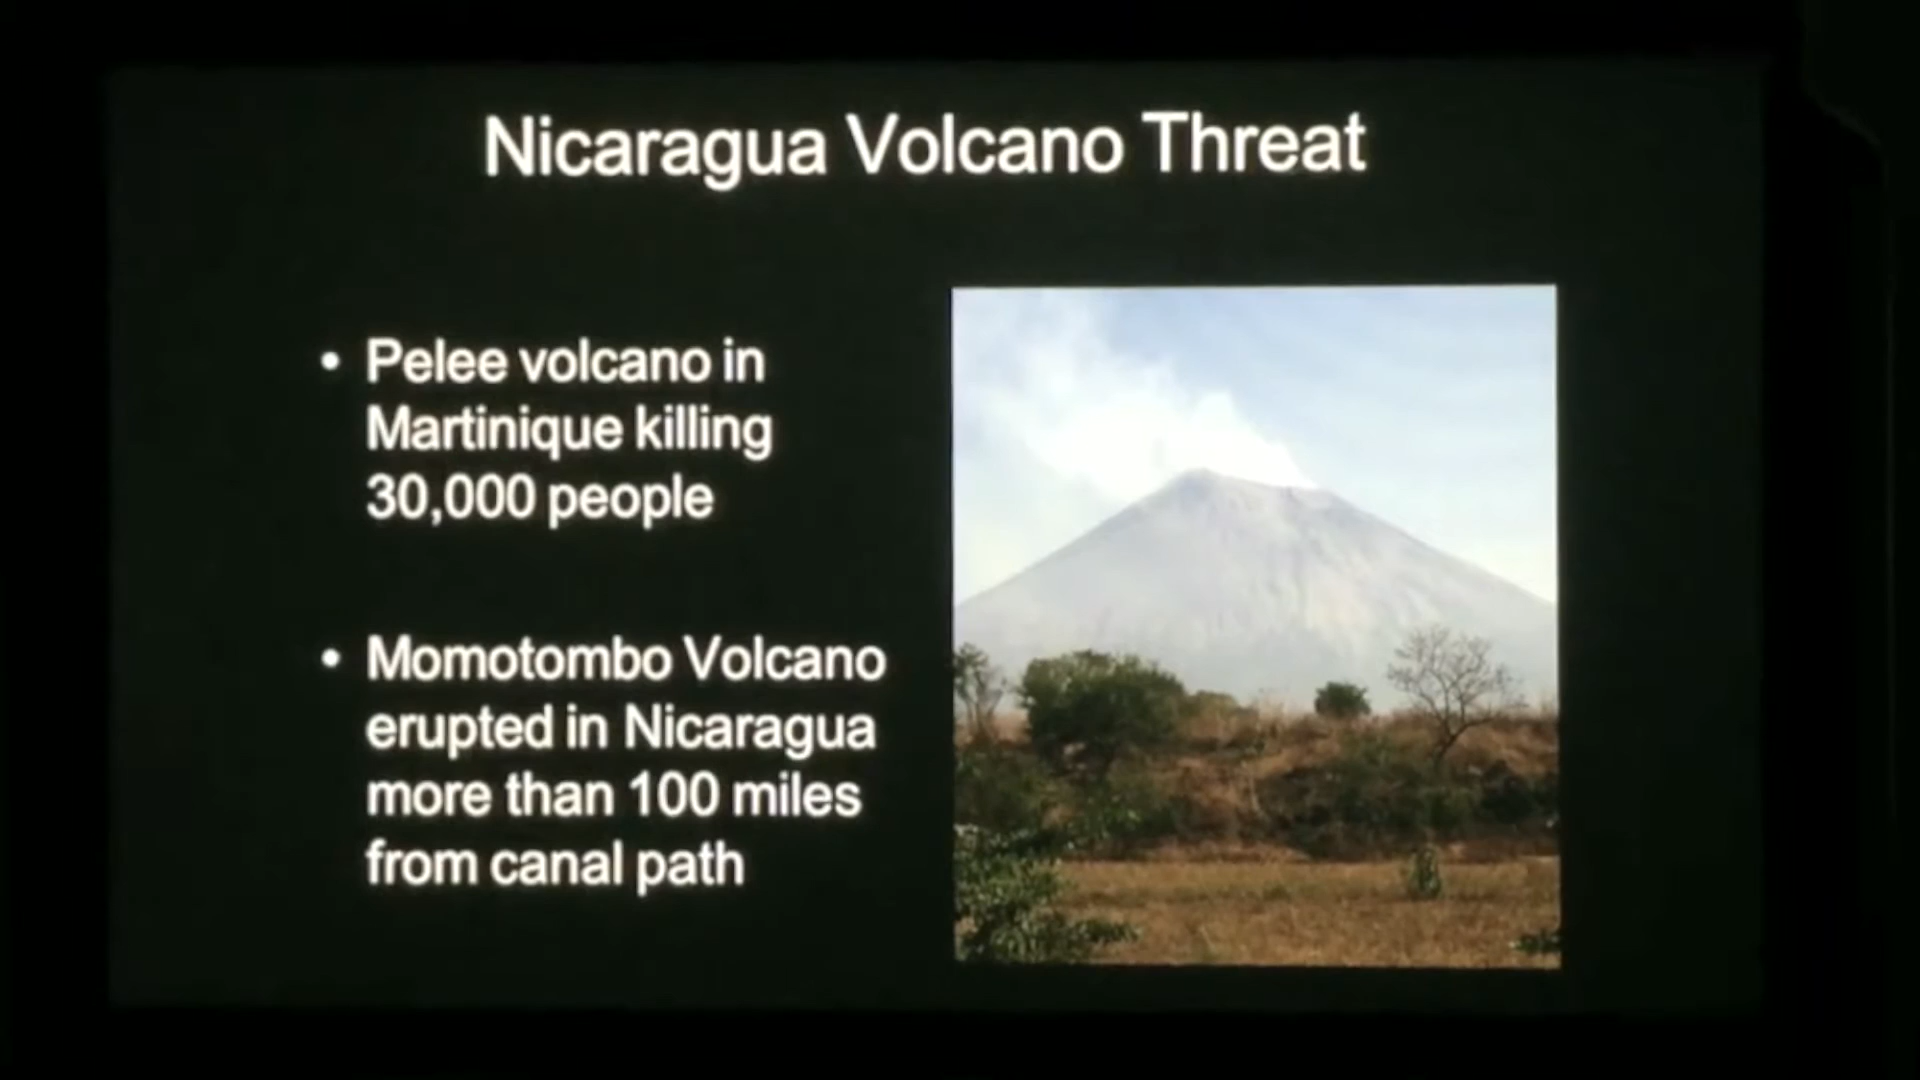 Nicaragua Volcano Threat
• Pelee volcano in
Martinique killing
30,000 people
• Momotombo Volcano
erupted in Nicaragua
more than 100 miles
from canal path